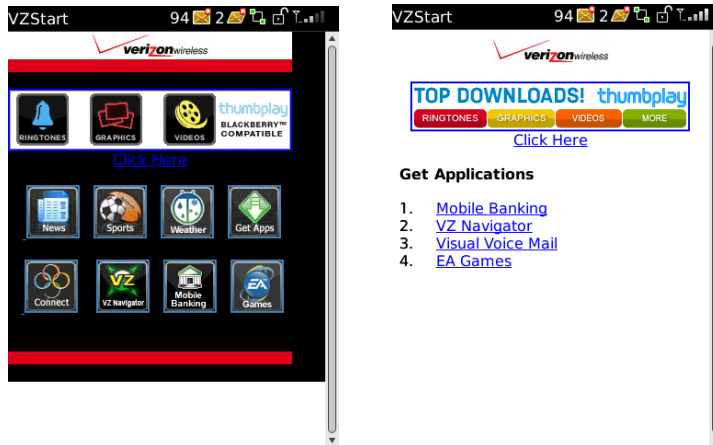 VZStart 94 2
verizonwireless
RINGTONES GRAPHICS VIDEOS thumbplay
BLACKBERRY™
COMPATIBLE
Click Here
News Sports Weather Get Apps
Connect VZ Navigator Mobile Banking EA Games
VZStart 94 2
verizonwireless
TOP DOWNLOADS! thumbplay
RINGTONES GRAPHICS VIDEOS MORE
Click Here
Get Applications
1. Mobile Banking
2. VZ Navigator
3. Visual Voice Mail
4. EA Games